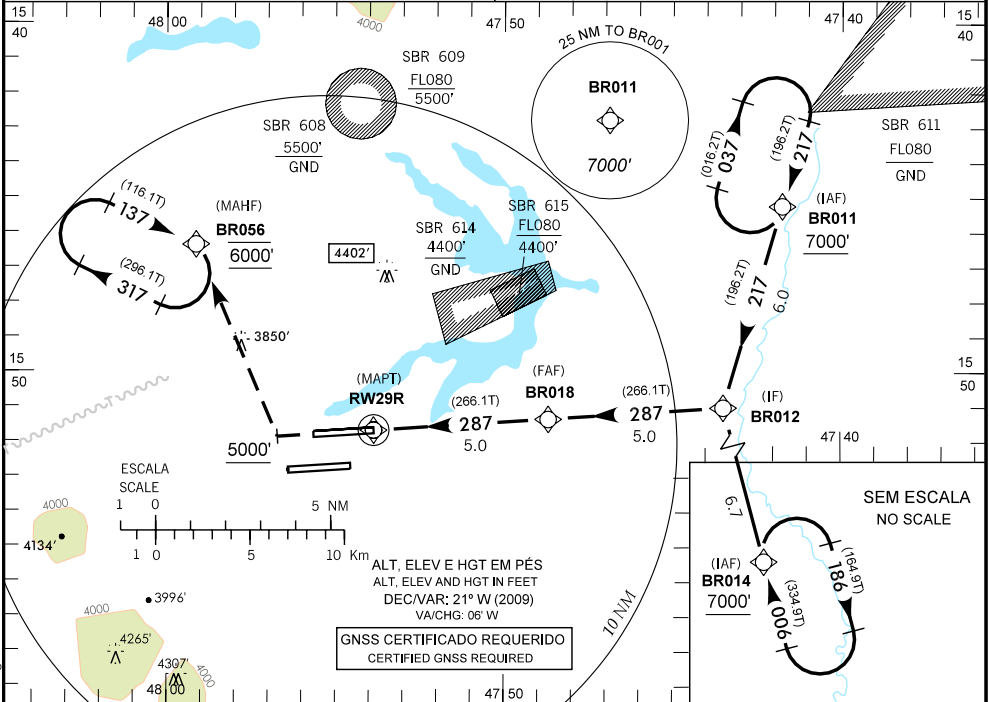 15
40
48 00
4000
47 50
47 40
15
40
SBR 609
FL080
5500'
SBR 608
5500'
GND
25 NM TO BR001
BR011
7000'
(016.2T)
037
(196.2T)
217
SBR 611
FL080
GND
(116.1T)
137
(MAHF)
BR056
6000'
(296.1T)
317
4402'
SBR 614
4400'
GND
SBR 615
FL080
4400'
(IAF)
BR011
7000'
(196.2T)
217
6.0
3850'
15
50
15
50
(MAPT)
RW29R
(FAF)
BR018
(266.1T)
287
5.0
(266.1T)
287
5.0
(IF)
BR012
5000'
47 40
ESCALA
SCALE
1 0 5 NM
1 0 5 10 Km
4000
4134'
3996'
4000
4265'
4307'
4000
48 00
ALT, ELEV E HGT EM PÉS
ALT, ELEV AND HGT IN FEET
DEC/VAR: 21° W (2009)
VA/CHG: 06' W
GNSS CERTIFICADO REQUERIDO
CERTIFIED GNSS REQUIRED
10 NM
47 50
SEM ESCALA
NO SCALE
6.7
(IAF)
BR014
7000'
(164.9T)
186
(334.9T)
006